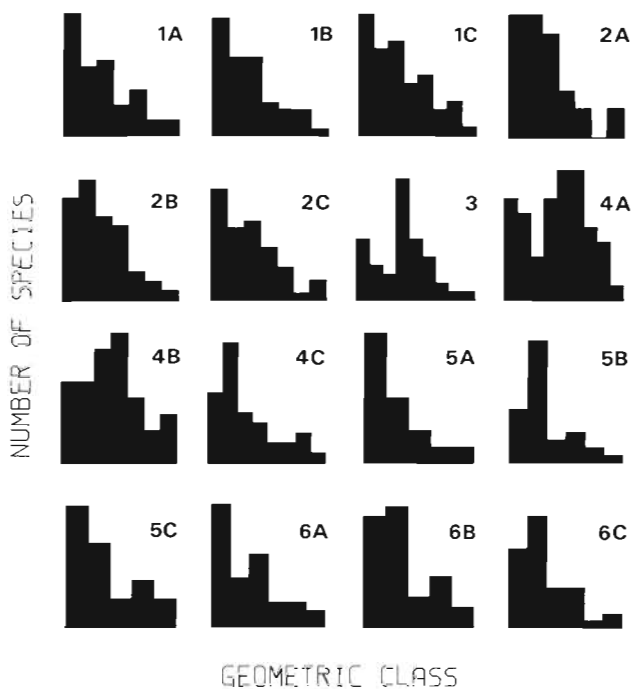 1A 1B 1C 2A
2B 2C 3 4A
NUMBER OF SPECIES
4B 4C 5A 5B
5C 6A 6B 6C
GEOMETRIC CLASS